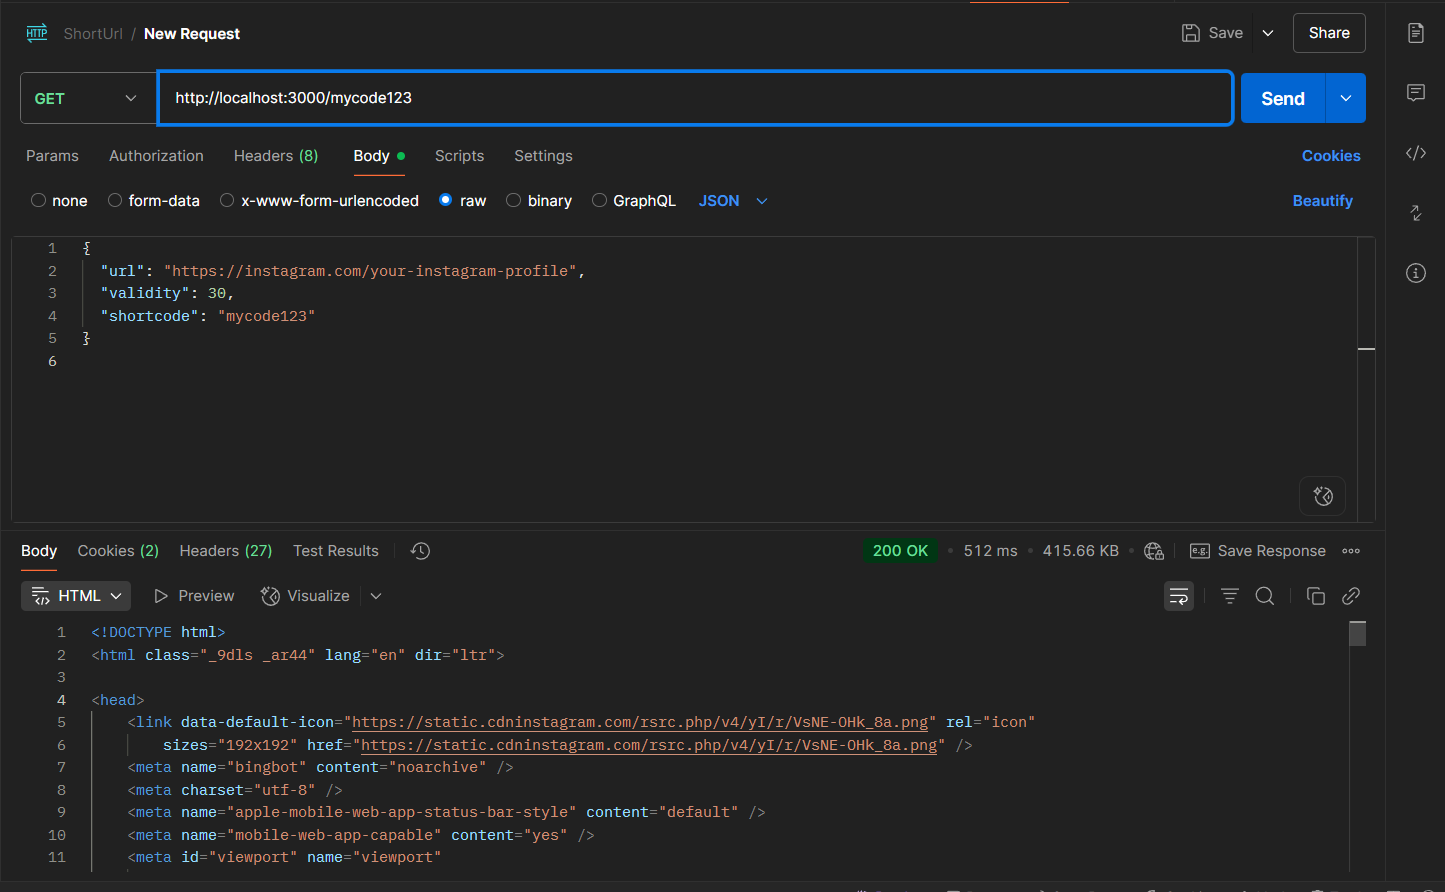 HTTP ShortUrl / New Request Save Share
GET http://localhost:3000/mycode123 Send
Params Authorization Headers (8) Body Scripts Settings Cookies
none form-data x-www-form-urlencoded raw binary GraphQL JSON Beautify
1 {
2 "url": "https://instagram.com/your-instagram-profile",
3 "validity": 30,
4 "shortcode": "mycode123"
5 }
6
Body Cookies (2) Headers (27) Test Results 200 OK • 512 ms • 415.66 KB • e.g. Save Response
HTML Preview Visualize
1 <!DOCTYPE html>
2 <html class="_9dls _ar44" lang="en" dir="ltr">
3
4 <head>
5 <link data-default-icon="https://static.cdninstagram.com/rsrc.php/v4/yI/r/VsNE-OHk_8a.png" rel="icon"
6 sizes="192x192" href="https://static.cdninstagram.com/rsrc.php/v4/yI/r/VsNE-OHk_8a.png" />
7 <meta name="bingbot" content="noarchive" />
8 <meta charset="utf-8" />
9 <meta name="apple-mobile-web-app-status-bar-style" content="default" />
10 <meta name="mobile-web-app-capable" content="yes" />
11 <meta id="viewport" name="viewport"